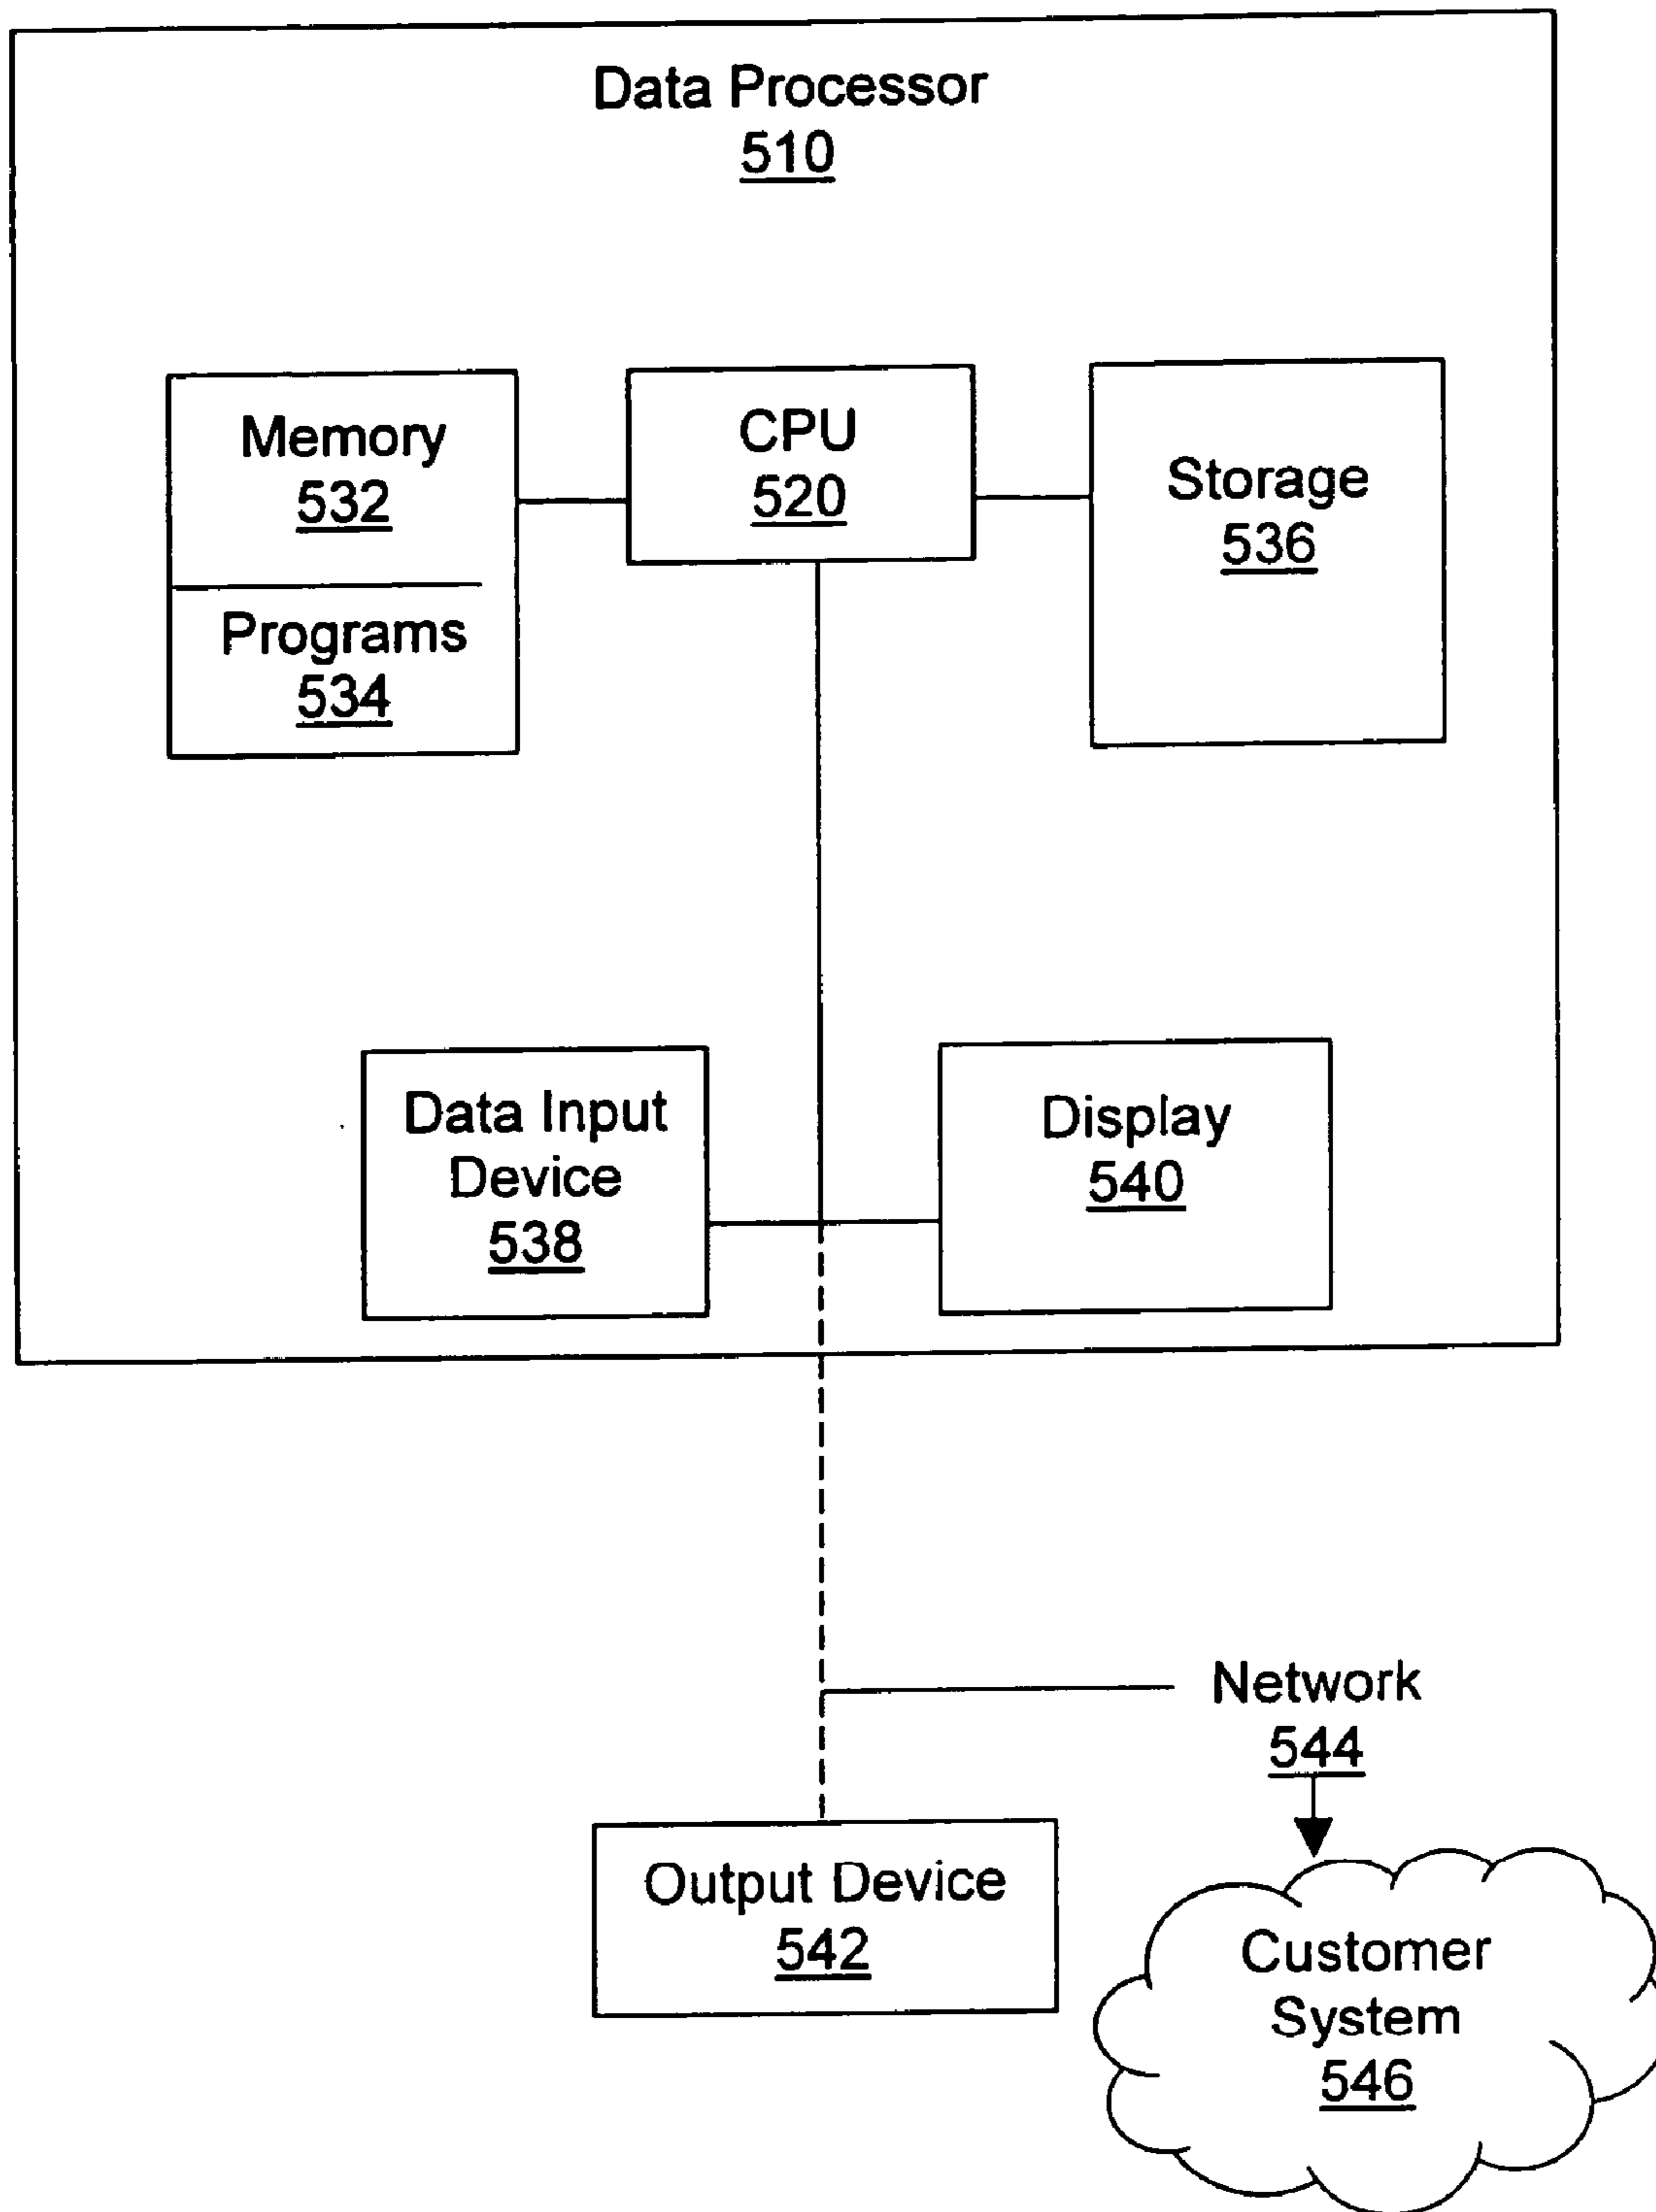 Data Processor
510
Memory
532
Programs
534
CPU
520
Storage
536
Data Input
Device
538
Display
540
Network
544
Output Device
542
Customer
System
546